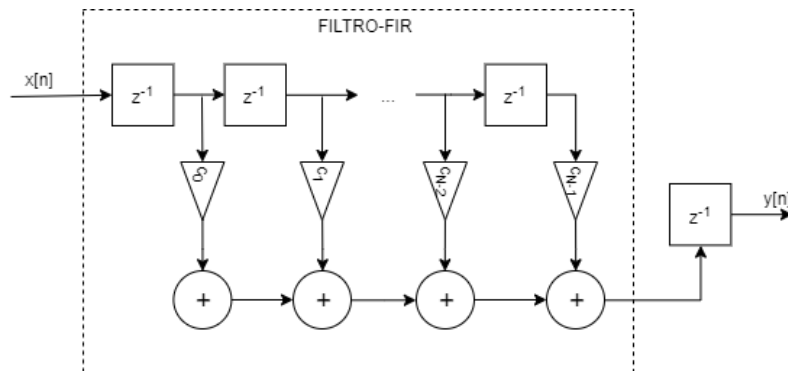 FILTRO-FIR
x[n]
z-1 z-1 ... z-1
c0 c1 cN-2 cN-1
z-1 y[n]
+ + + +